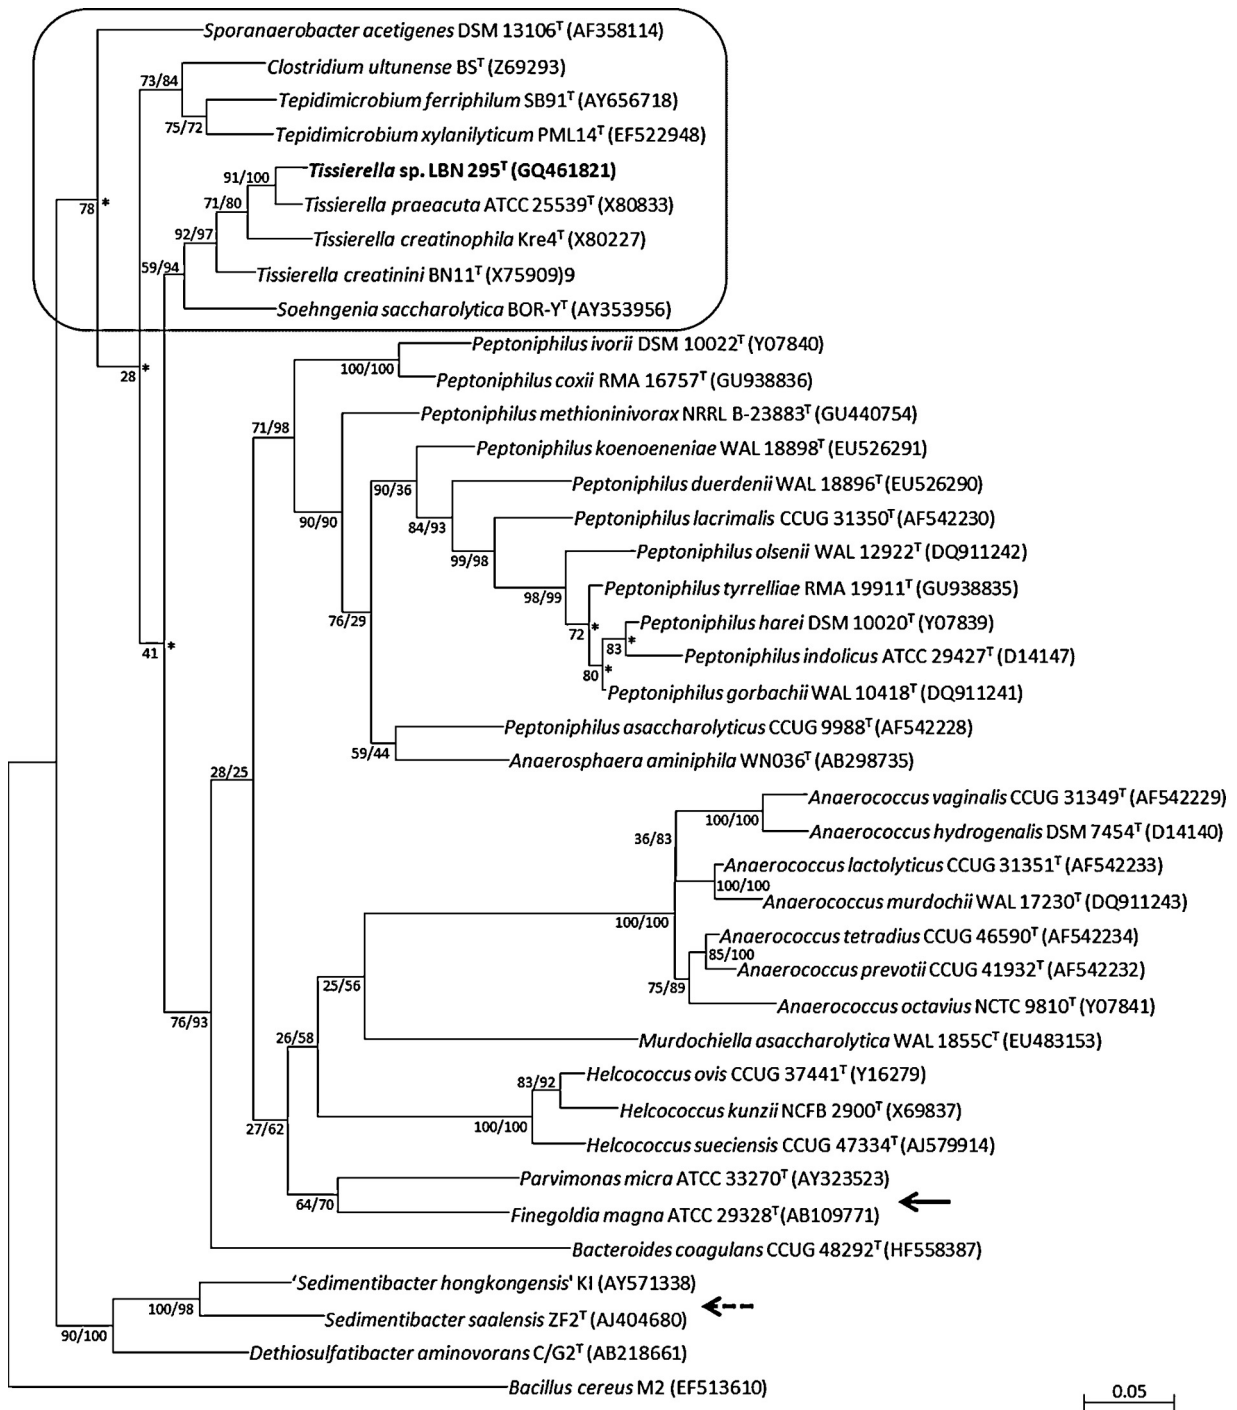 Sporanaerobacter acetigenes DSM 13106ᵀ (AF358114)
Clostridium ultunense BSᵀ (Z69293)
73/84
Tepidimicrobium ferriphilum SB91ᵀ (AY656718)
75/72
Tepidimicrobium xylanilyticum PML14ᵀ (EF522948)
Tissierella sp. LBN 295ᵀ (GQ461821)
91/100
Tissierella praeacuta ATCC 25539ᵀ (X80833)
78 *
71/80
Tissierella creatinophila Kre4ᵀ (X80227)
92/97
59/94
Tissierella creatinini BN11ᵀ (X75909)9
Soehngenia saccharolytica BOR-Yᵀ (AY353956)
Peptoniphilus ivorii DSM 10022ᵀ (Y07840)
28 *
100/100
Peptoniphilus coxii RMA 16757ᵀ (GU938836)
Peptoniphilus methioninivorax NRRL B-23883ᵀ (GU440754)
71/98
Peptoniphilus koenoeneniae WAL 18898ᵀ (EU526291)
Peptoniphilus duerdenii WAL 18896ᵀ (EU526290)
90/36
Peptoniphilus lacrimalis CCUG 31350ᵀ (AF542230)
90/90
84/93
Peptoniphilus olsenii WAL 12922ᵀ (DQ911242)
99/98
Peptoniphilus tyrrelliae RMA 19911ᵀ (GU938835)
98/99
Peptoniphilus harei DSM 10020ᵀ (Y07839)
76/29
72 *
83 *
41 *
Peptoniphilus indolicus ATCC 29427ᵀ (D14147)
80 *
Peptoniphilus gorbachii WAL 10418ᵀ (DQ911241)
Peptoniphilus asaccharolyticus CCUG 9988ᵀ (AF542228)
59/44
Anaerosphaera aminiphila WN036ᵀ (AB298735)
28/25
Anaerococcus vaginalis CCUG 31349ᵀ (AF542229)
100/100
Anaerococcus hydrogenalis DSM 7454ᵀ (D14140)
36/83
Anaerococcus lactolyticus CCUG 31351ᵀ (AF542233)
100/100
Anaerococcus murdochii WAL 17230ᵀ (DQ911243)
100/100
Anaerococcus tetradius CCUG 46590ᵀ (AF542234)
85/100
Anaerococcus prevotii CCUG 41932ᵀ (AF542232)
75/89
25/56
Anaerococcus octavius NCTC 9810ᵀ (Y07841)
76/93
26/58
Murdochiella asaccharolytica WAL 1855Cᵀ (EU483153)
Helcococcus ovis CCUG 37441ᵀ (Y16279)
83/92
Helcococcus kunzii NCFB 2900ᵀ (X69837)
27/62
100/100
Helcococcus sueciensis CCUG 47334ᵀ (AJ579914)
Parvimonas micra ATCC 33270ᵀ (AY323523)
64/70
Finegoldia magna ATCC 29328ᵀ (AB109771)
Bacteroides coagulans CCUG 48292ᵀ (HF558387)
'Sedimentibacter hongkongensis' KI (AY571338)
100/98
Sedimentibacter saalensis ZF2ᵀ (AJ404680)
90/100
Dethiosulfatibacter aminovorans C/G2ᵀ (AB218661)
Bacillus cereus M2 (EF513610)
0.05